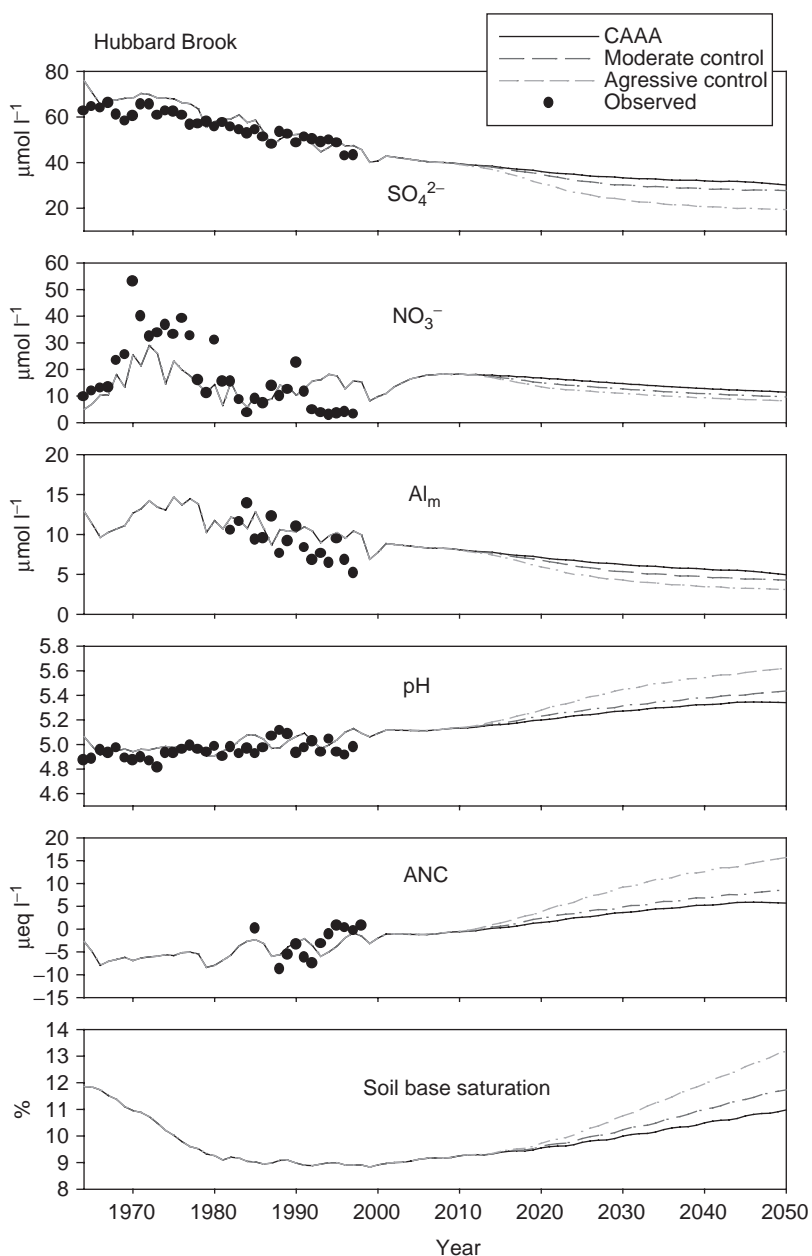 Hubbard Brook
CAAA
Moderate control
Agressive control
Observed
80
60
40
20
μmol l⁻¹
SO₄²⁻
60
50
40
30
20
10
0
μmol l⁻¹
NO₃⁻
20
15
10
5
0
μmol l⁻¹
Alₘ
5.8
5.6
5.4
5.2
5.0
4.8
4.6
pH
20
15
10
5
0
−5
−10
−15
μeq l⁻¹
ANC
14
13
12
11
10
9
8
%
Soil base saturation
1970 1980 1990 2000 2010 2020 2030 2040 2050
Year